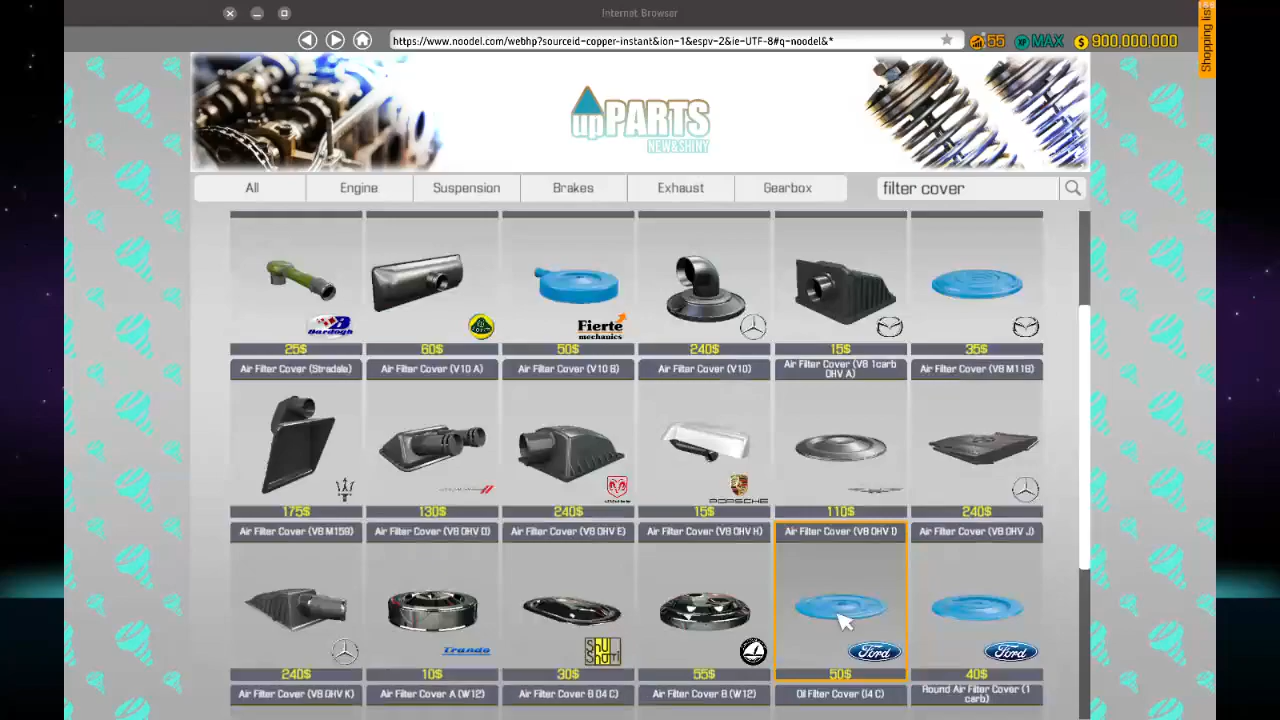 Internet Browser
https://www.noodel.com/webhp?sourceid-copper-instant&ion-1&espv-2&ie-UTF-8#q-noodel&*
55 XP MAX $ 900,000,000
Shopping list
upPARTS
NEW&SHINY
All Engine Suspension Brakes Exhaust Gearbox filter cover
Bardogh Fierte mechanics
25$ 60$ 50$ 240$ 15$ 35$
Air Filter Cover (Stradale) Air Filter Cover (V10 A) Air Filter Cover (V10 B) Air Filter Cover (V10) Air Filter Cover (V8 1carb OHV A) Air Filter Cover (V8 M118)
PORSCHE
175$ 130$ 240$ 15$ 110$ 240$
Air Filter Cover (V8 M159) Air Filter Cover (V8 OHV D) Air Filter Cover (V8 OHV E) Air Filter Cover (V8 OHV H) Air Filter Cover (V8 OHV I) Air Filter Cover (V8 OHV J)
Trando Ford Ford
240$ 10$ 30$ 55$ 50$ 40$
Air Filter Cover (V8 OHV K) Air Filter Cover A (W12) Air Filter Cover B (I4 C) Air Filter Cover B (W12) Oil Filter Cover (I4 C) Round Air Filter Cover (1 carb)